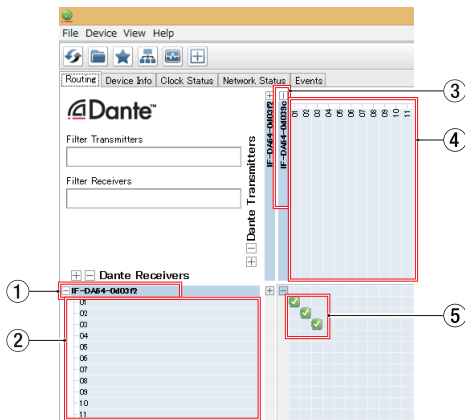 File Device View Help
Routing Device Info Clock Status Network Status Events
Dante™
Filter Transmitters
Filter Receivers
Dante Transmitters
IF-DA64-0d03f2
IF-DA64-0d039c
01 02 03 04 05 06 07 08 09 10 11
Dante Receivers
IF-DA64-0d03f2
01
02
03
04
05
06
07
08
09
10
11
1
2
3
4
5